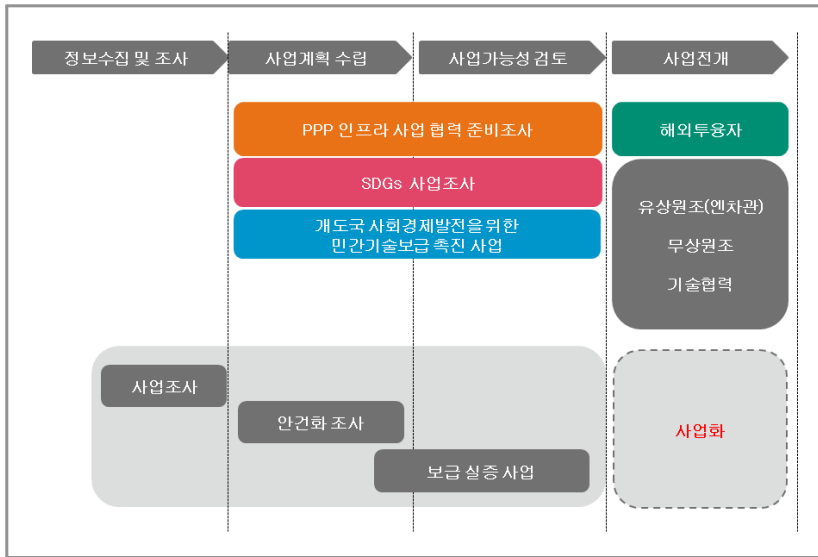 정보수집 및 조사
사업계획 수립
사업가능성 검토
사업전개
PPP 인프라 사업 협력 준비조사
해외투융자
SDGs 사업조사
개도국 사회경제발전을 위한
민간기술보급 촉진 사업
유상원조(엔차관)
무상원조
기술협력
사업조사
안건화 조사
보급 실증 사업
사업화